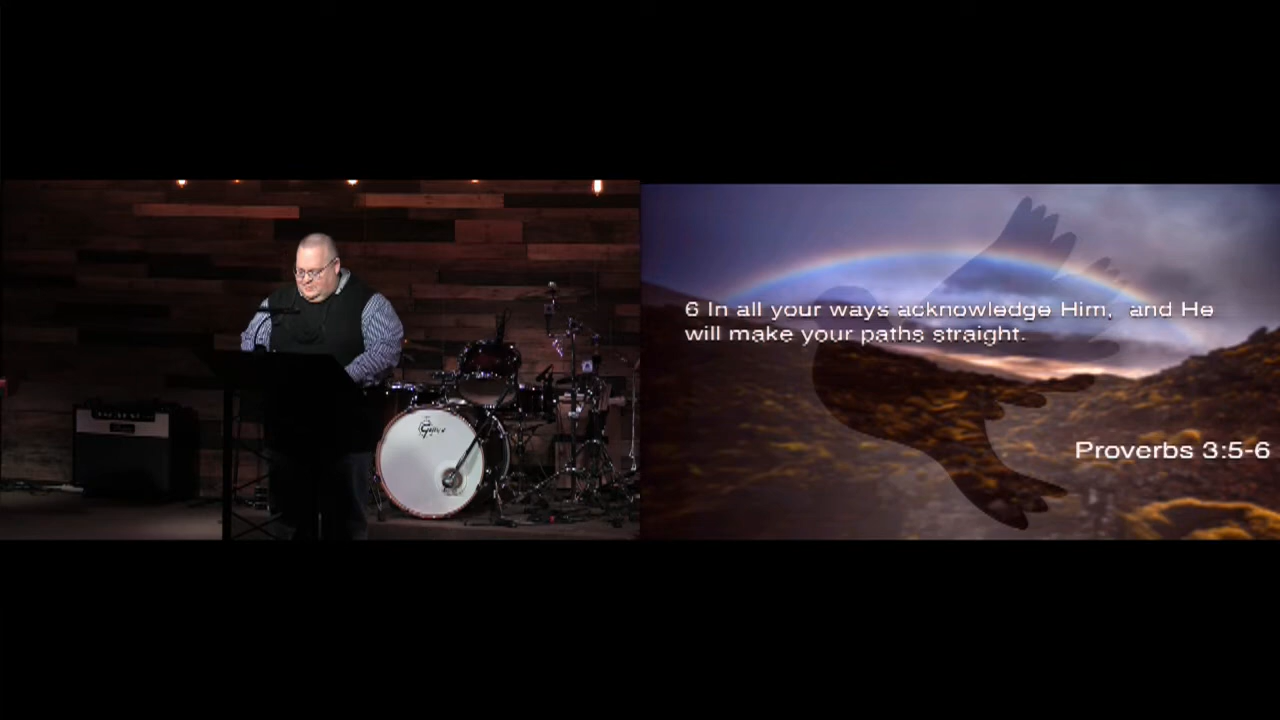 6 In all your ways acknowledge Him, and He
will make your paths straight.
Proverbs 3:5-6
Gretsch